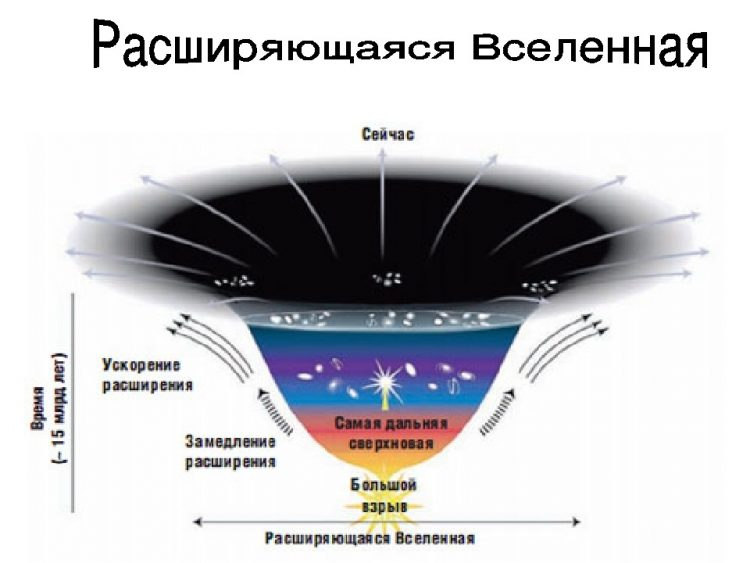 Расширяющаяся Вселенная
Сейчас
Ускорение
расширения
Время
(~ 15 млрд лет)
Замедление
расширения
Самая дальняя
сверхновая
Большой
взрыв
Расширяющаяся Вселенная